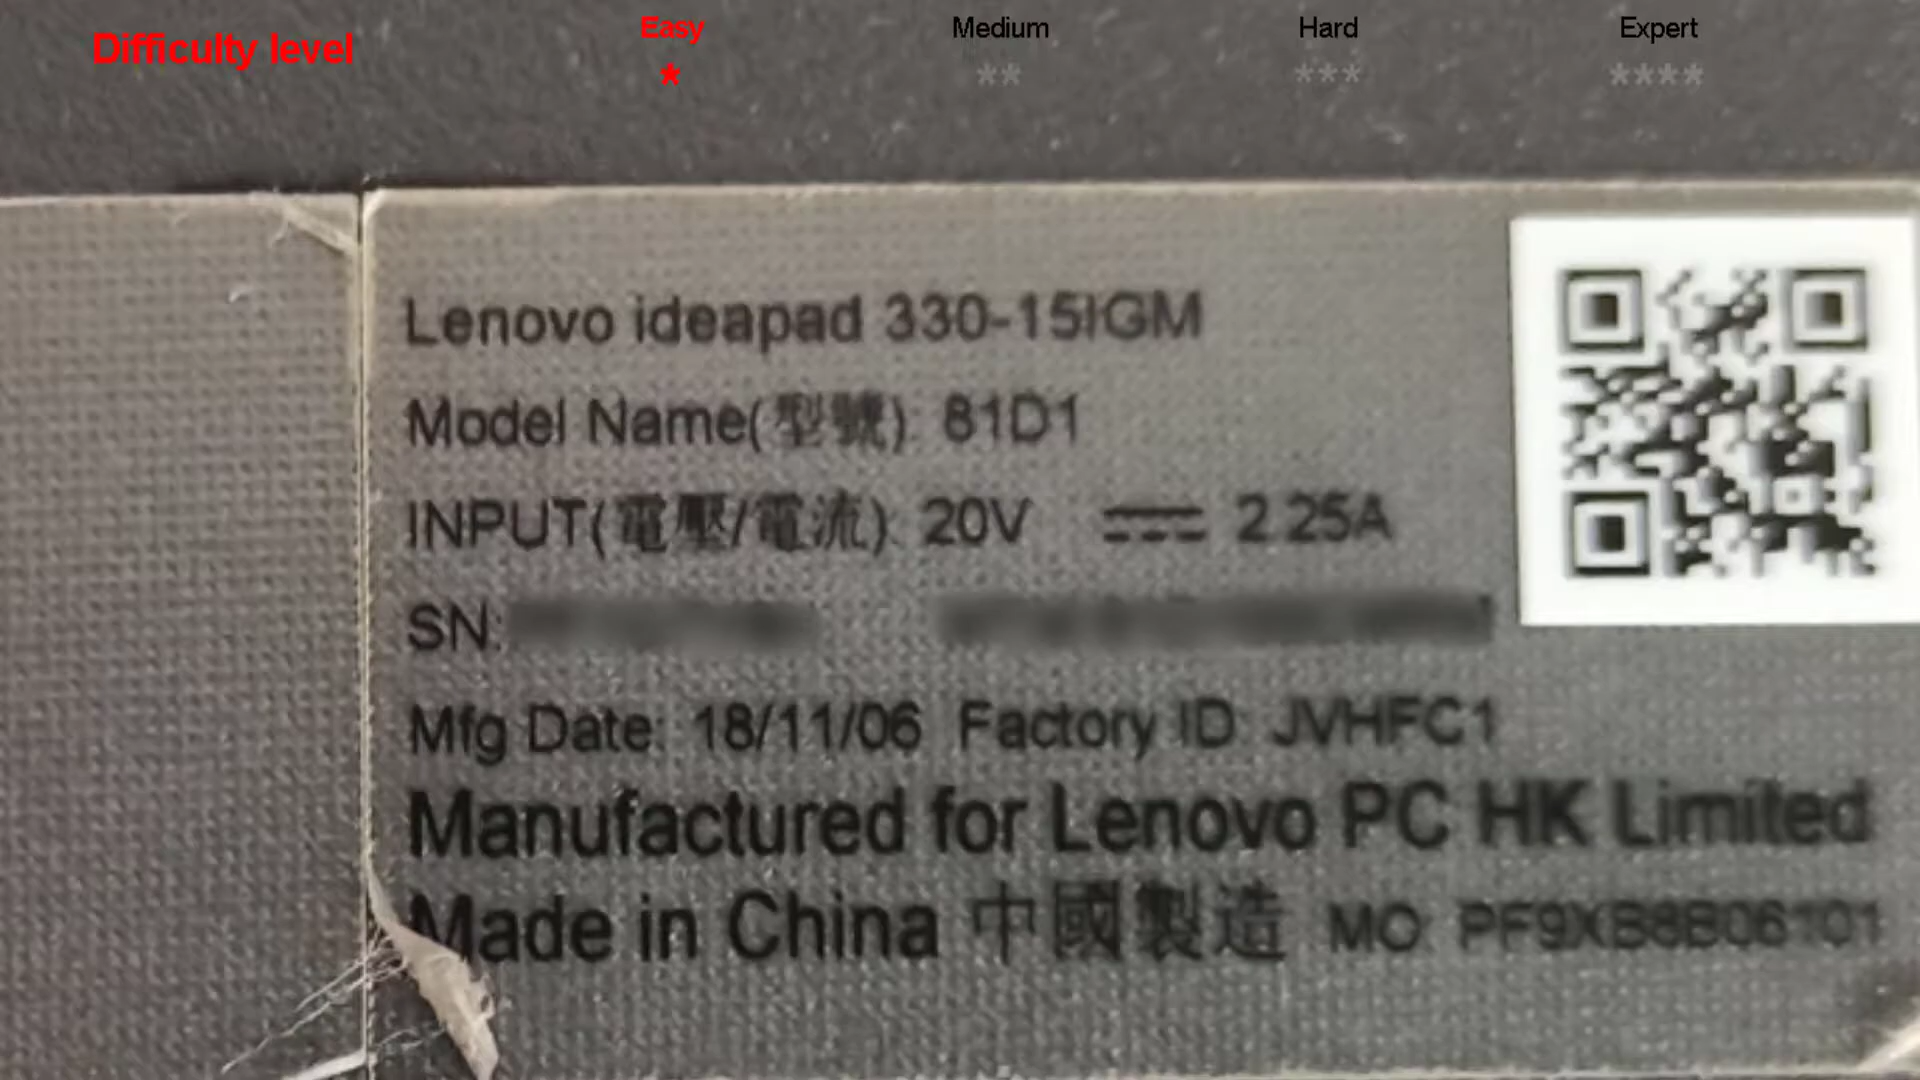 Difficulty level
Easy Medium Hard Expert
* ** *** ****
Lenovo ideapad 330-15IGM
Model Name(型號): 81D1
INPUT(電壓/電流): 20V ⎓ 2.25A
SN:
Mfg Date: 18/11/06 Factory ID: JVHFC1
Manufactured for Lenovo PC HK Limited
Made in China 中國製造 MO: PF9XB8B06101